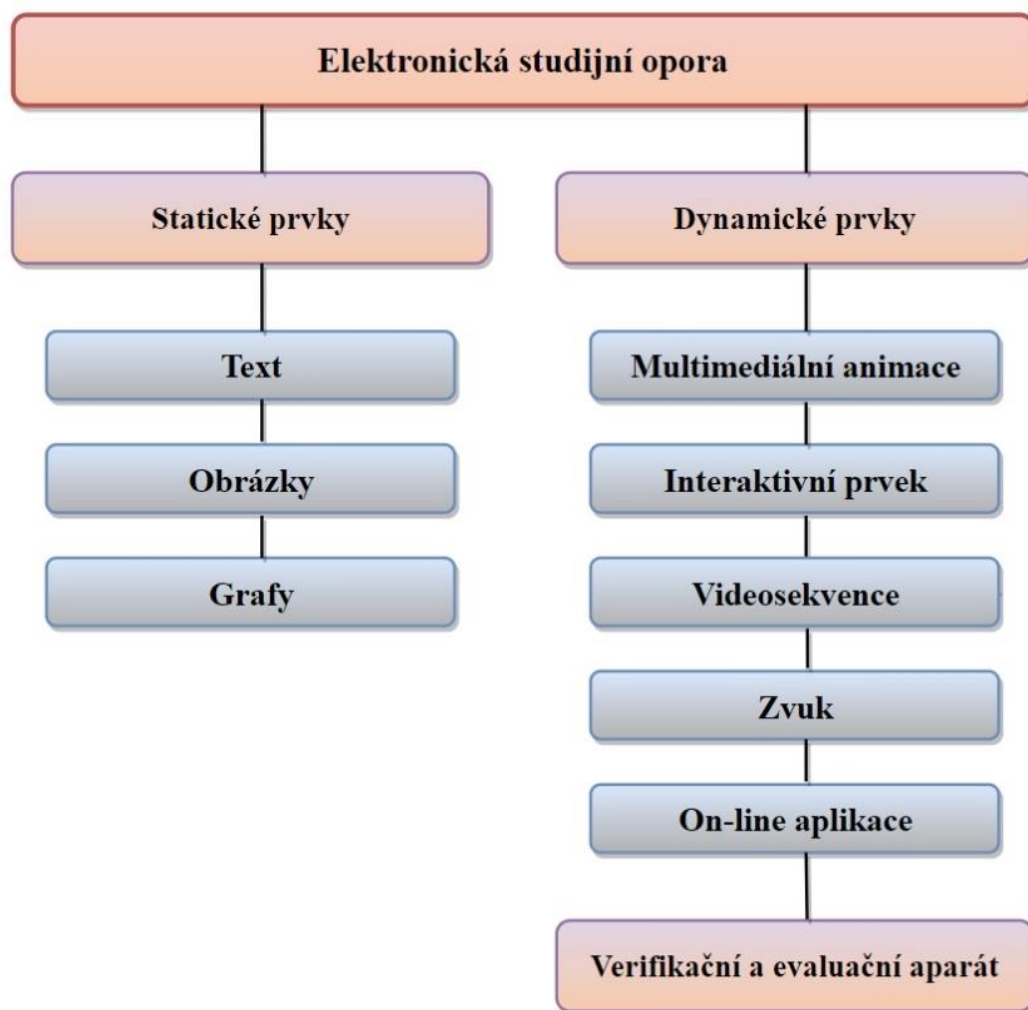 Elektronická studijní opora
Statické prvky
Text
Obrázky
Grafy
Dynamické prvky
Multimediální animace
Interaktivní prvek
Videosekvence
Zvuk
On-line aplikace
Verifikační a evaluační aparát